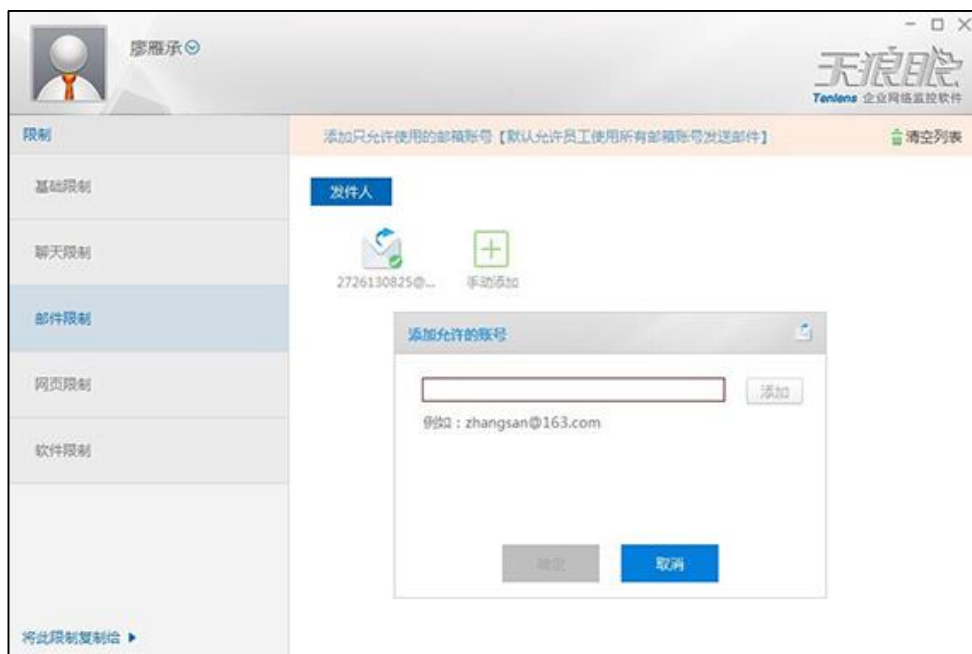 廖雁承
天狼眼
Tenlens 企业网络监控软件
限制
添加只允许使用的邮箱账号【默认允许员工使用所有邮箱账号发送邮件】
清空列表
基础限制
聊天限制
邮件限制
网页限制
软件限制
发件人
2726130825@...
手动添加
添加允许的账号
添加
例如：zhangsan@163.com
确定
取消
将此限制复制给